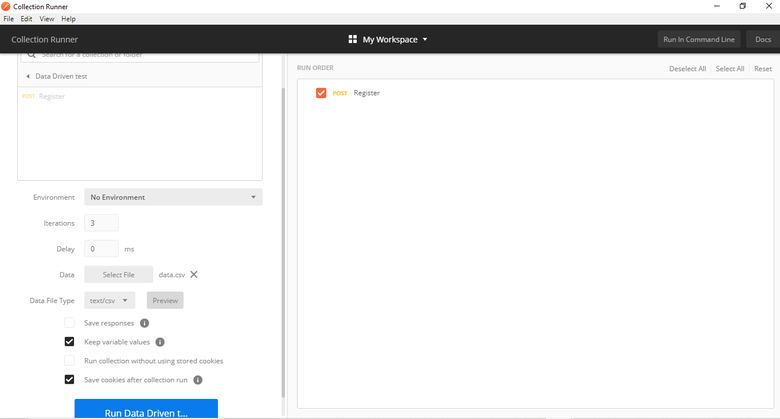 Collection Runner
File Edit View Help
Collection Runner
My Workspace
Run In Command Line
Docs
Search for a collection or folder
Data Driven test
POST Register
Environment No Environment
Iterations 3
Delay 0 ms
Data Select File data.csv
Data File Type text/csv Preview
Save responses
Keep variable values
Run collection without using stored cookies
Save cookies after collection run
Run Data Driven t...
RUN ORDER
Deselect All Select All Reset
POST Register